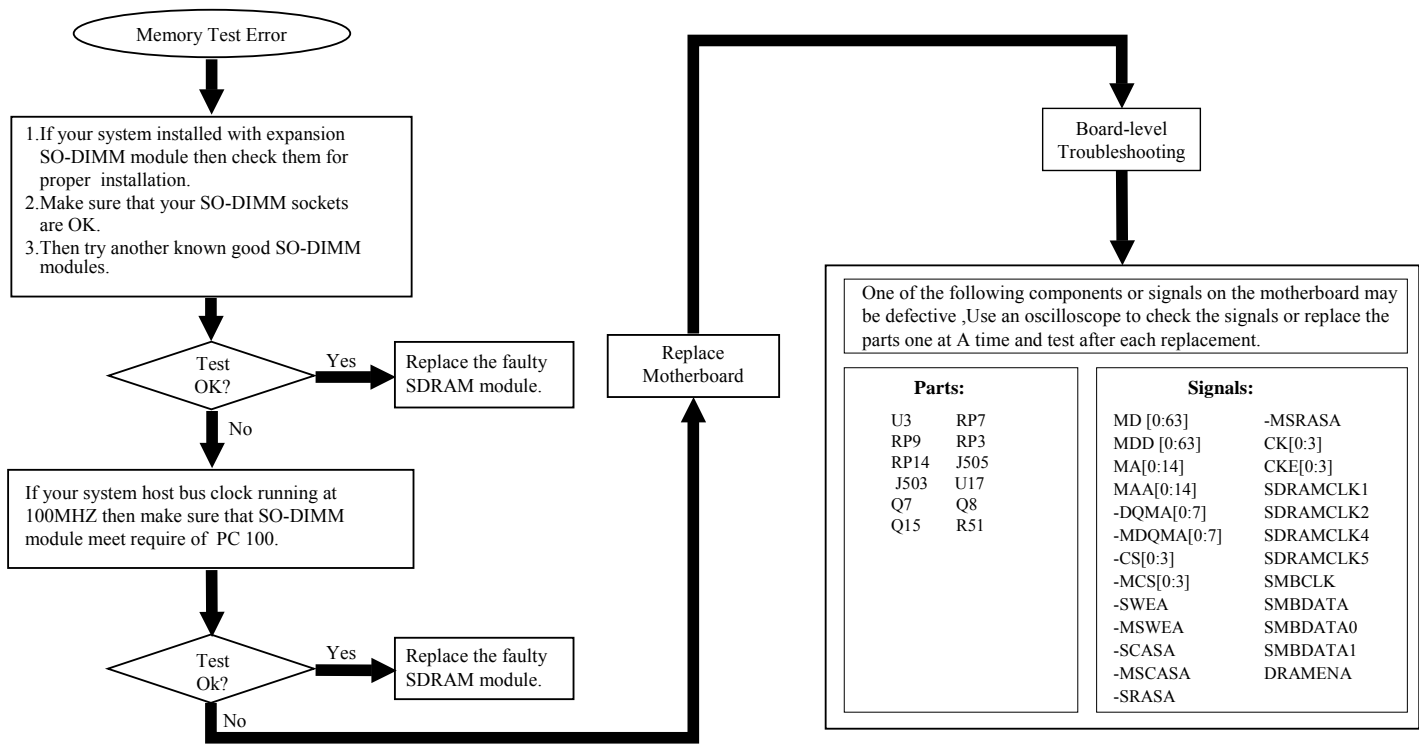 Memory Test Error
1.If your system installed with expansion
SO-DIMM module then check them for
proper installation.
2.Make sure that your SO-DIMM sockets
are OK.
3.Then try another known good SO-DIMM
modules.
Test
OK?
Yes
Replace the faulty
SDRAM module.
No
If your system host bus clock running at
100MHZ then make sure that SO-DIMM
module meet require of PC 100.
Test
Ok?
Yes
Replace the faulty
SDRAM module.
No
Replace
Motherboard
Board-level
Troubleshooting
One of the following components or signals on the motherboard may
be defective ,Use an oscilloscope to check the signals or replace the
parts one at A time and test after each replacement.
Parts:
U3 RP7
RP9 RP3
RP14 J505
J503 U17
Q7 Q8
Q15 R51
Signals:
MD [0:63] -MSRASA
MDD [0:63] CK[0:3]
MA[0:14] CKE[0:3]
MAA[0:14] SDRAMCLK1
-DQMA[0:7] SDRAMCLK2
-MDQMA[0:7] SDRAMCLK4
-CS[0:3] SDRAMCLK5
-MCS[0:3] SMBCLK
-SWEA SMBDATA
-MSWEA SMBDATA0
-SCASA SMBDATA1
-MSCASA DRAMENA
-SRASA